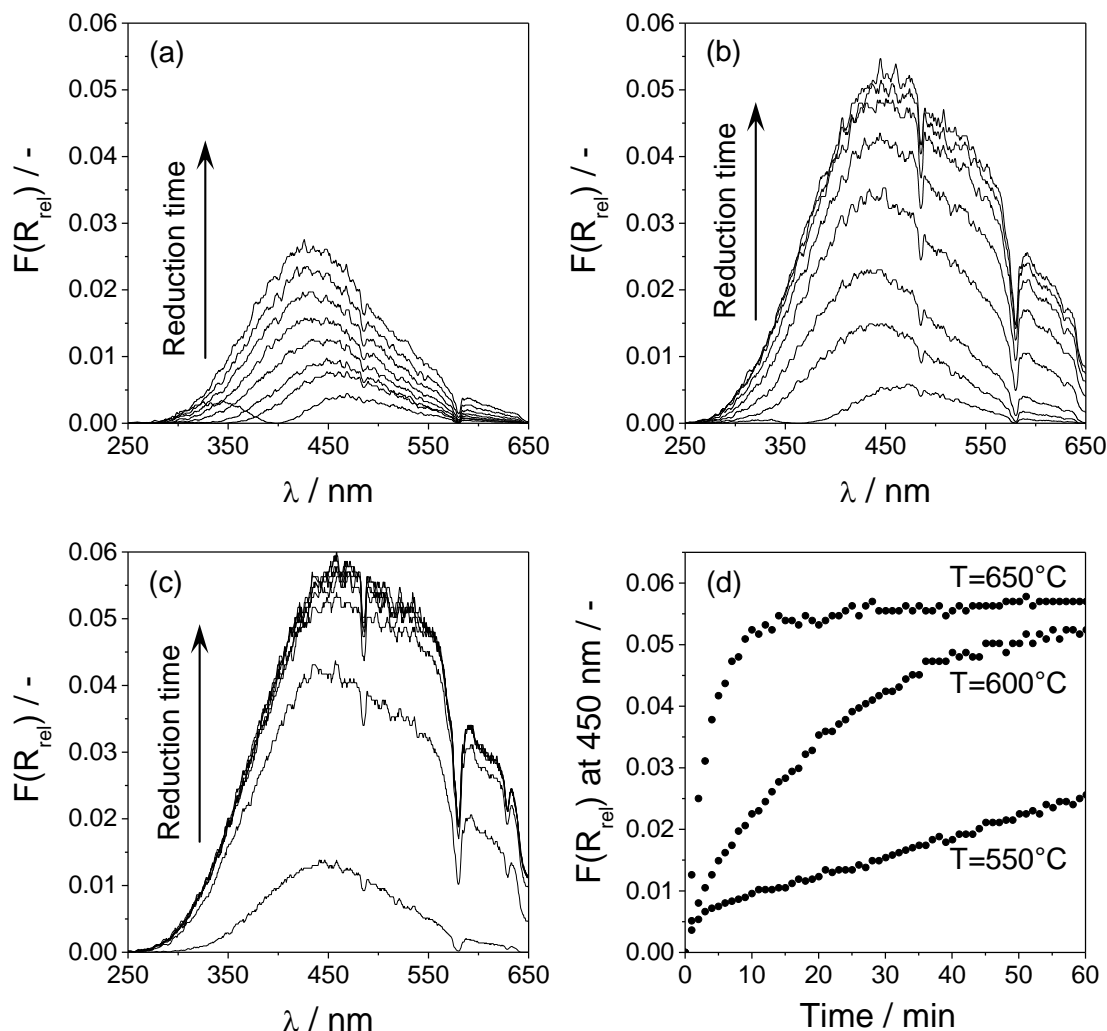 (a)
F(R_rel) / -
0.06
0.05
0.04
0.03
0.02
0.01
0.00
Reduction time
250 350 450 550 650
λ / nm
(b)
F(R_rel) / -
0.06
0.05
0.04
0.03
0.02
0.01
0.00
Reduction time
250 350 450 550 650
λ / nm
(c)
F(R_rel) / -
0.06
0.05
0.04
0.03
0.02
0.01
0.00
Reduction time
250 350 450 550 650
λ / nm
(d)
F(R_rel) at 450 nm / -
0.06
0.05
0.04
0.03
0.02
0.01
0.00
T=650°C
T=600°C
T=550°C
0 10 20 30 40 50 60
Time / min